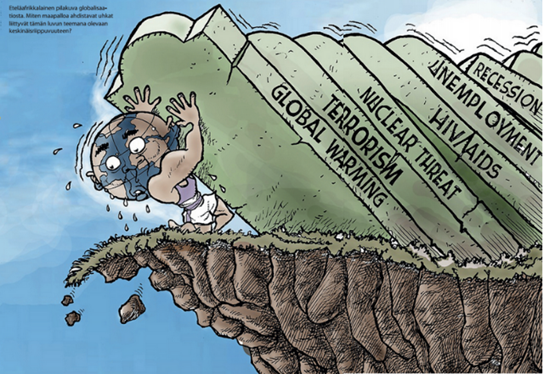 Eteläafrikkalainen pilakuva globalisaa-
tiosta. Miten maapalloa ahdistavat uhkat
liittyvät tämän luvun teemana olevaan
keskinäisriippuvuuteen?
GLOBAL WARMING
TERRORISM
NUCLEAR THREAT
HIV/AIDS
UNEMPLOYMENT
RECESSION